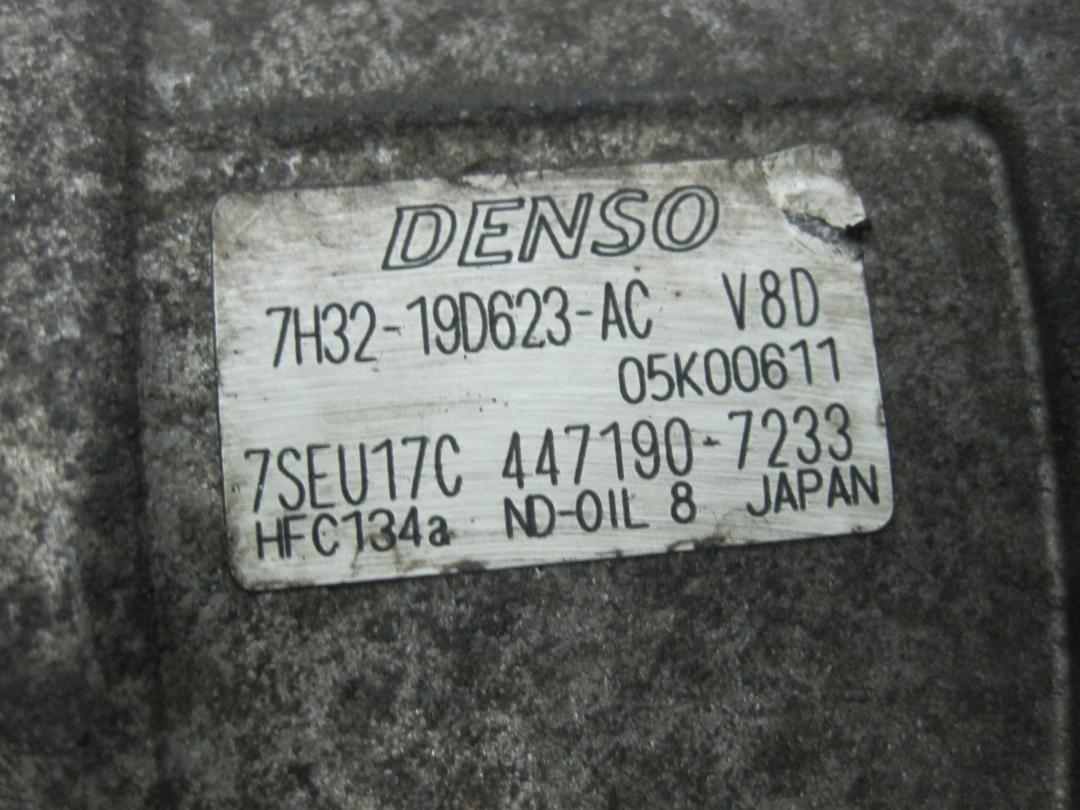 DENSO
7H32-19D623-AC V8D
05K00611
7SEU17C 447190-7233
HFC134a ND-OIL 8 JAPAN